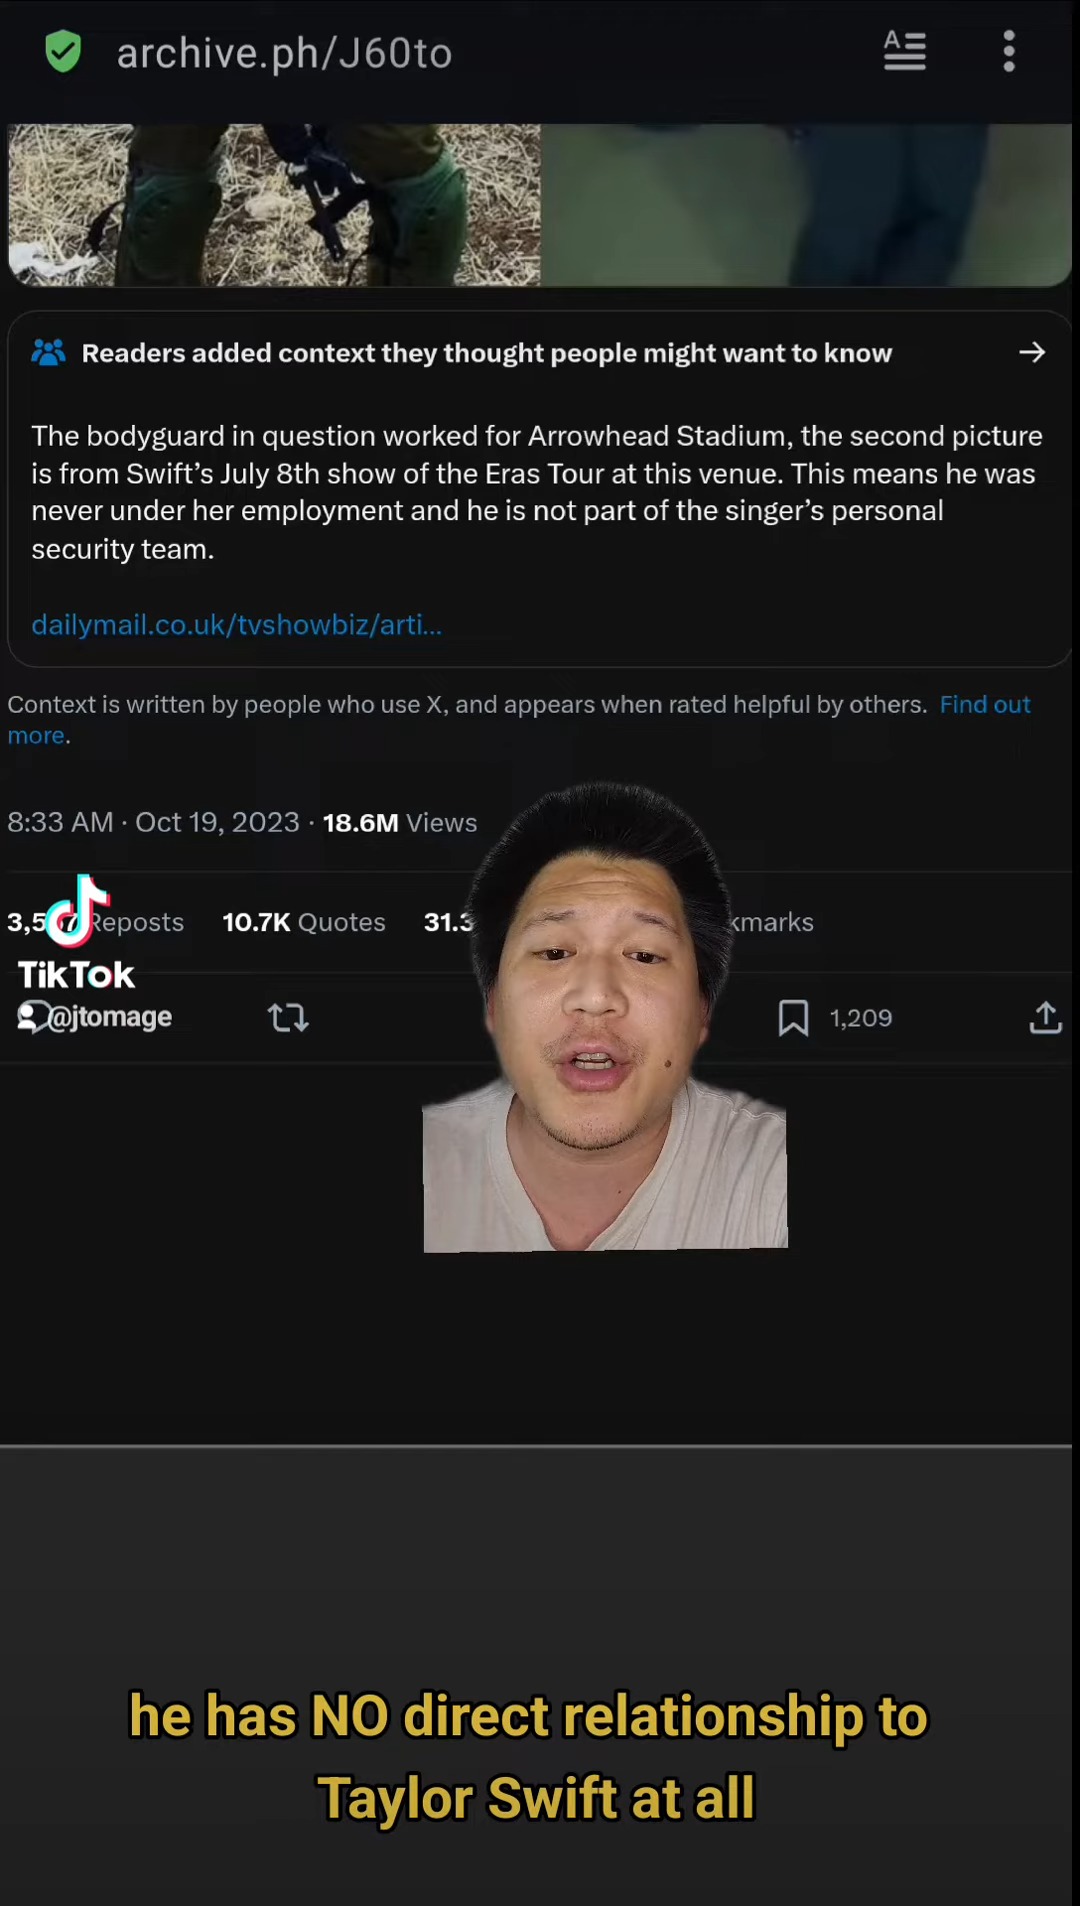 archive.ph/J60to
Readers added context they thought people might want to know
The bodyguard in question worked for Arrowhead Stadium, the second picture
is from Swift's July 8th show of the Eras Tour at this venue. This means he was
never under her employment and he is not part of the singer's personal
security team.
dailymail.co.uk/tvshowbiz/arti...
Context is written by people who use X, and appears when rated helpful by others. Find out
more.
8:33 AM · Oct 19, 2023 · 18.6M Views
Reposts 10.7K Quotes 31.3
TikTok
@jtomage
1,209
he has NO direct relationship to
Taylor Swift at all